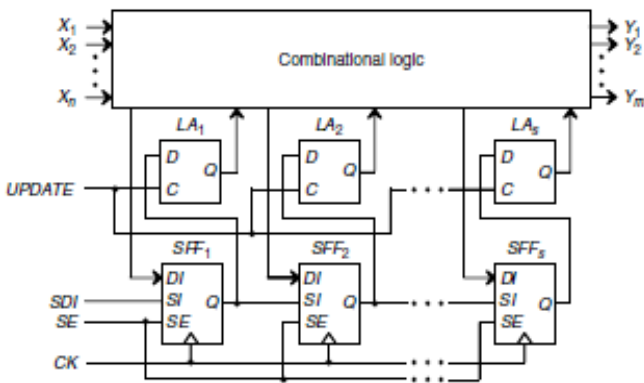 X1 Y1
X2 Y2
Combinational logic
Xn Ym
LA1 LA2 LAs
D D D
Q Q Q
UPDATE C C C
SFF1 SFF2 SFFs
DI DI DI
SDI SI Q SI Q SI Q
SE SE SE SE
CK